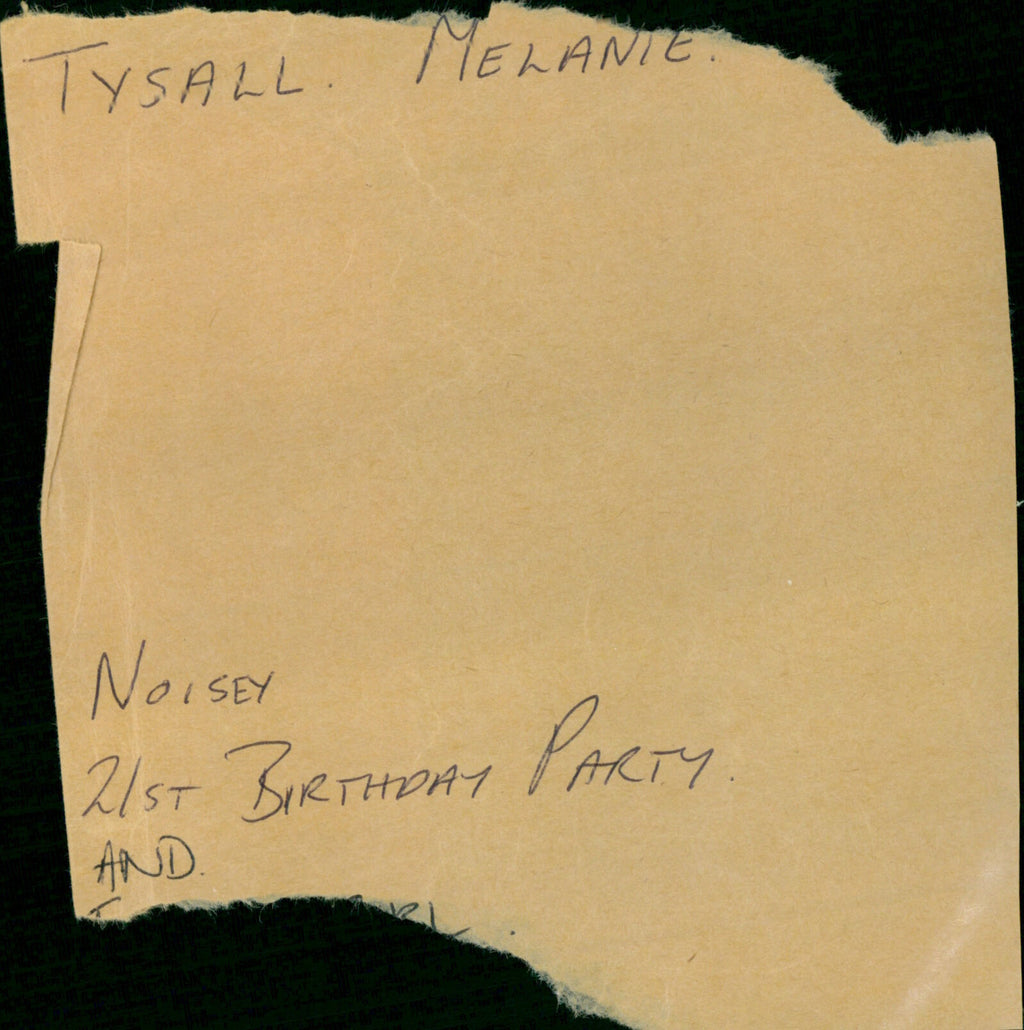 TYSALL. MELANIE.
NOISEY
21ST BIRTHDAY PARTY.
AND.